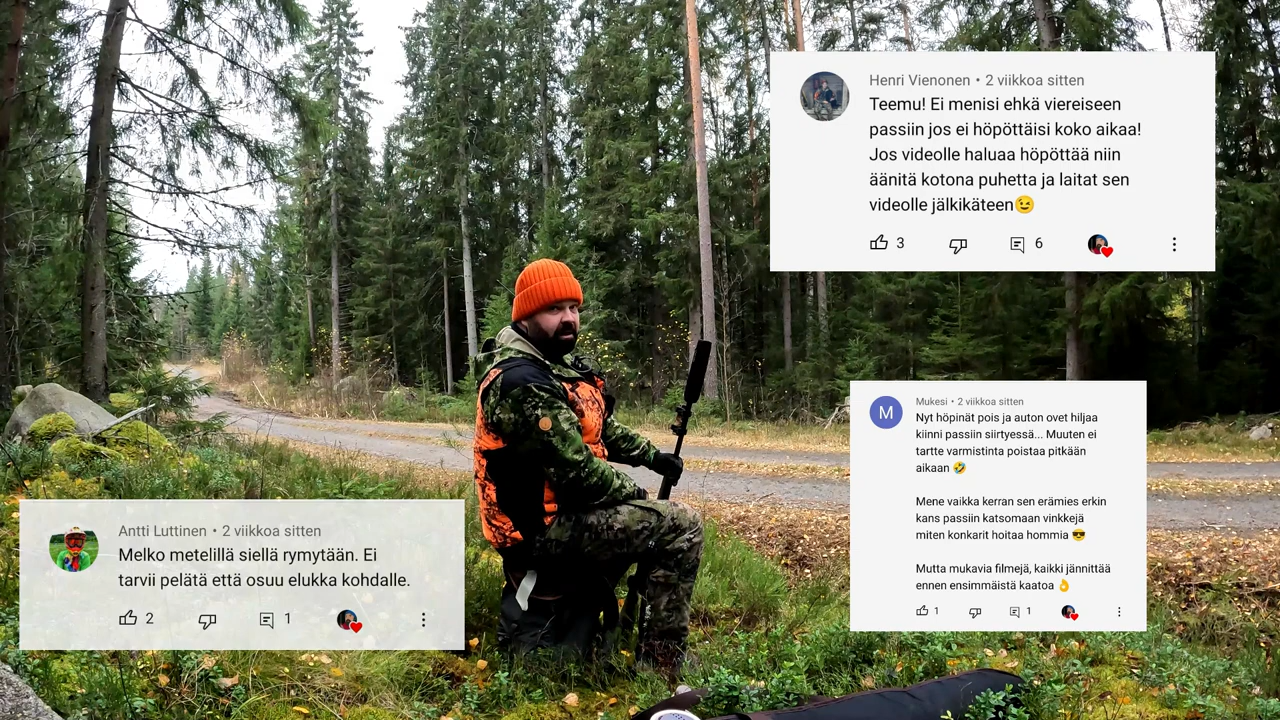 Henri Vienonen • 2 viikkoa sitten
Teemu! Ei menisi ehkä viereiseen
passiin jos ei höpöttäisi koko aikaa!
Jos videolle haluaa höpöttää niin
äänitä kotona puhetta ja laitat sen
videolle jälkikäteen😉
3
6
M
Mukesi • 2 viikkoa sitten
Nyt höpinät pois ja auton ovet hiljaa
kiinni passiin siirtyessä... Muuten ei
tartte varmistinta poistaa pitkään
aikaan 🤣
Mene vaikka kerran sen erämies erkin
kans passiin katsomaan vinkkejä
miten konkarit hoitaa hommia 😎
Mutta mukavia filmejä, kaikki jännittää
ennen ensimmäistä kaatoa 👌
1
1
Antti Luttinen • 2 viikkoa sitten
Melko metelillä siellä rymytään. Ei
tarvii pelätä että osuu elukka kohdalle.
2
1